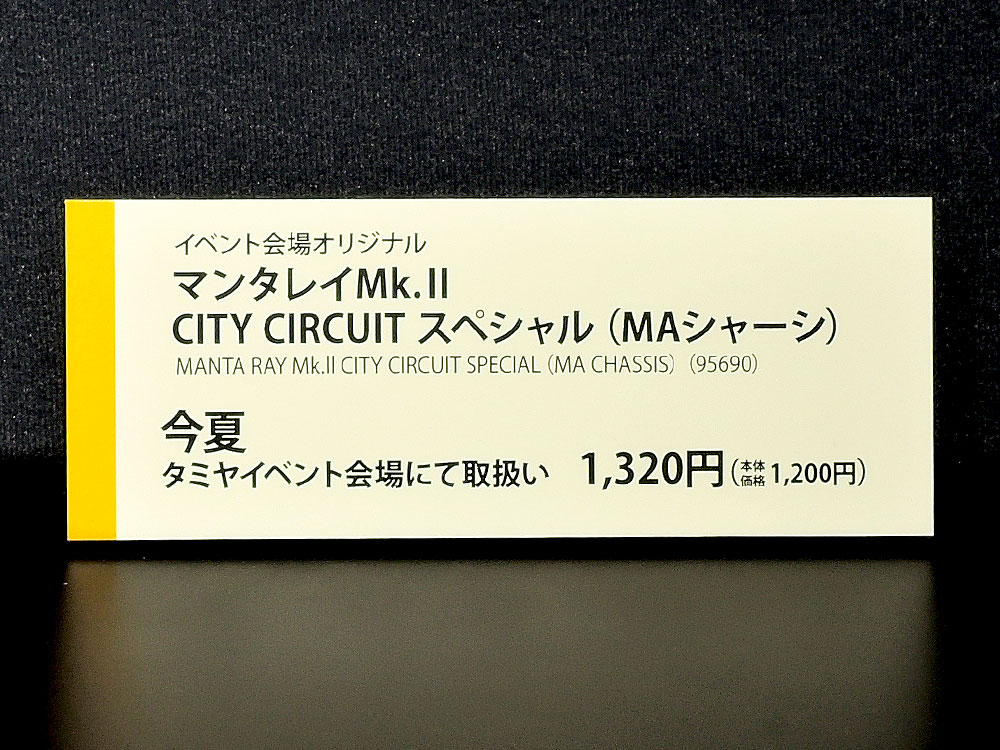 イベント会場オリジナル
マンタレイMk.II
CITY CIRCUIT スペシャル（MAシャーシ）
MANTA RAY Mk.II CITY CIRCUIT SPECIAL（MA CHASSIS）（95690）
今夏
タミヤイベント会場にて取扱い　1,320円（本体価格1,200円）